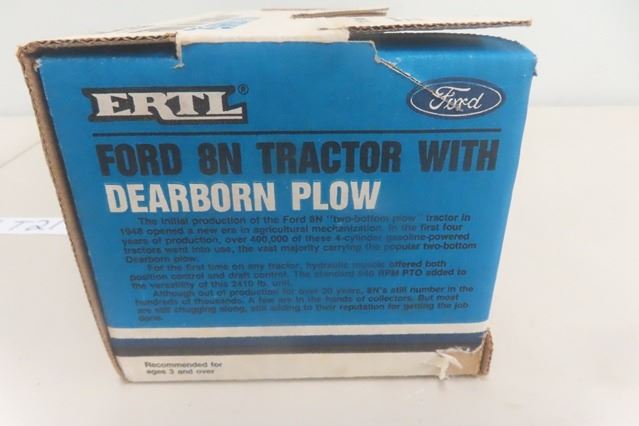 ERTL®
Ford
FORD 8N TRACTOR WITH
DEARBORN PLOW
The initial production of the Ford 8N "two-bottom plow" tractor in
1948 opened a new era in agricultural mechanization. In the first four
years of production, over 400,000 of these 4-cylinder gasoline-powered
tractors went into use, the vast majority carrying the popular two-bottom
Dearborn plow.
For the first time on any tractor, hydraulic muscle offered both
position control and draft control. The standard 540 RPM PTO added to
the versatility of this 2410 lb. unit.
Although out of production for over 30 years, 8N's still number in the
hundreds of thousands. A few are in the hands of collectors. But most
are still chugging along, still adding to their reputation for getting the job
done.
Recommended for
ages 3 and over
T21